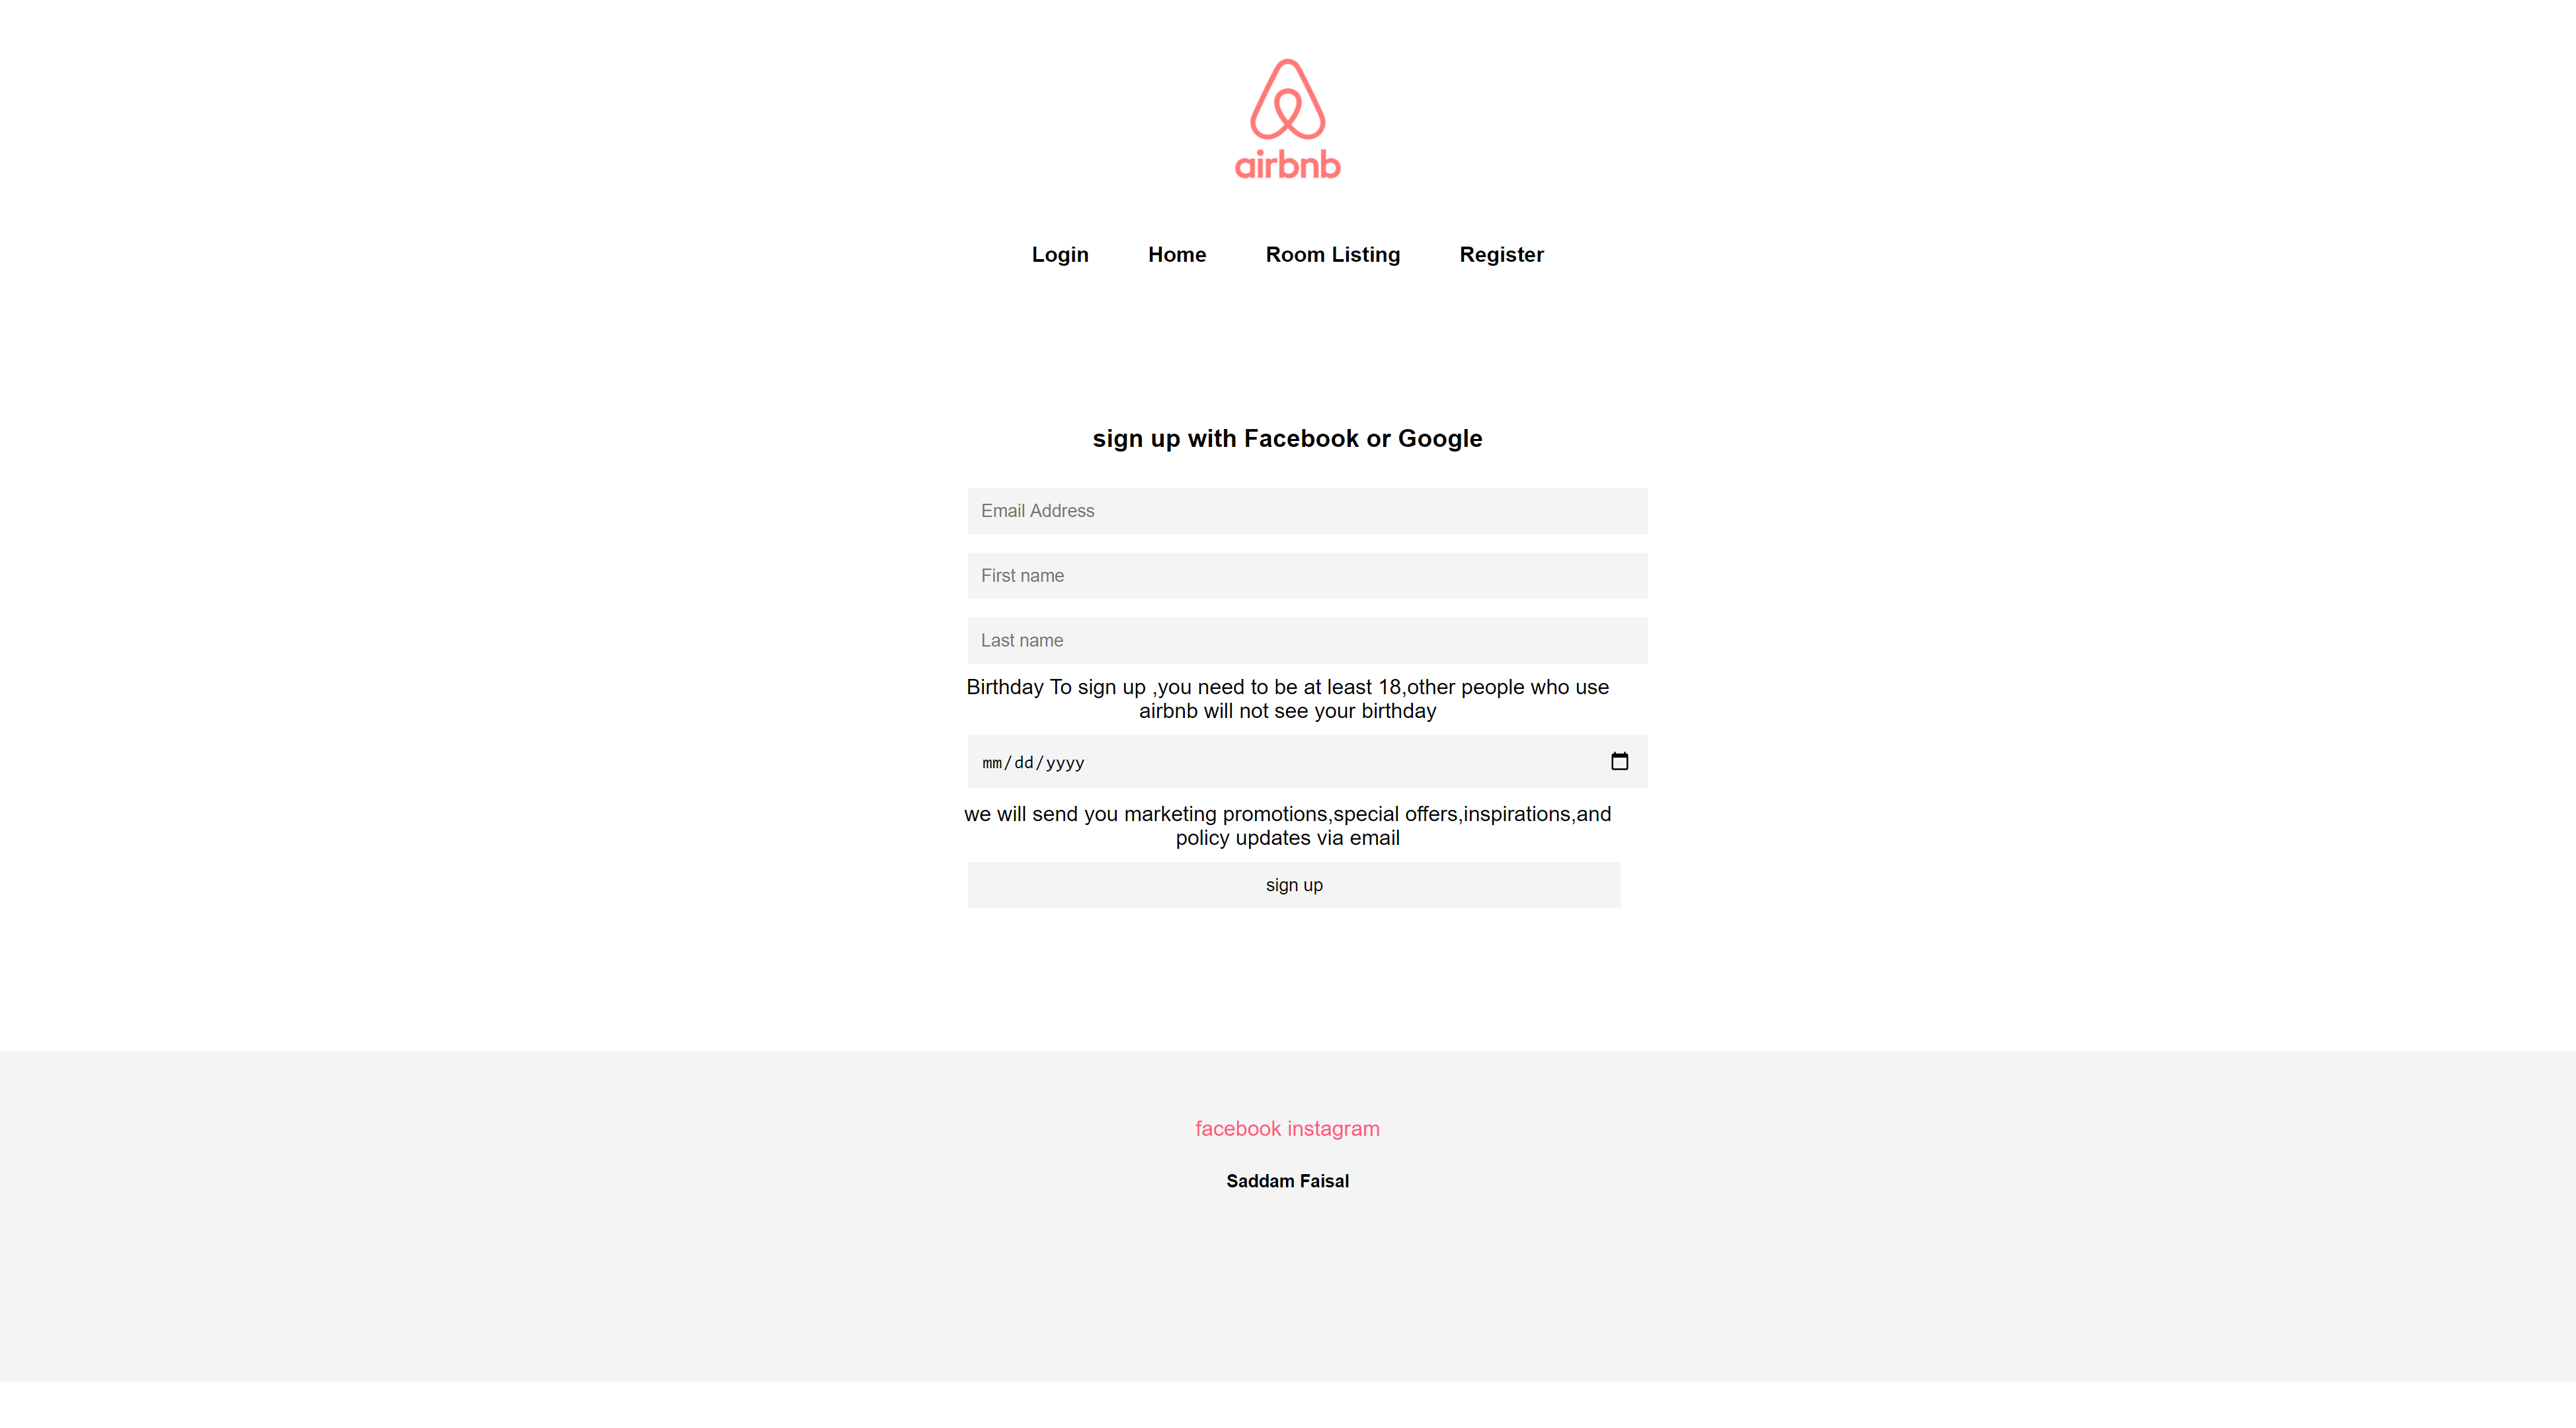 airbnb
Login Home Room Listing Register
sign up with Facebook or Google
Email Address
First name
Last name
Birthday To sign up ,you need to be at least 18,other people who use
airbnb will not see your birthday
mm/dd/yyyy
we will send you marketing promotions,special offers,inspirations,and
policy updates via email
sign up
facebook instagram
Saddam Faisal